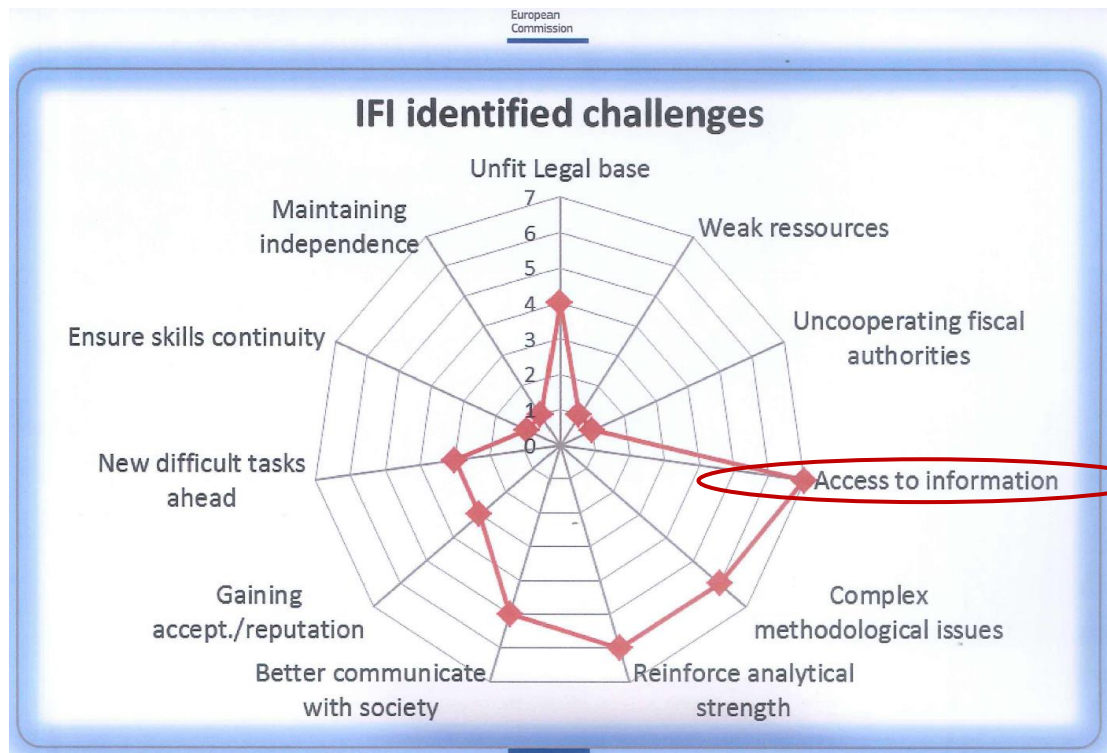 European
Commission
IFI identified challenges
Unfit Legal base
7
6
5
4
3
2
1
0
Weak ressources
Uncooperating fiscal
authorities
Access to information
Complex
methodological issues
Reinforce analytical
strength
Better communicate
with society
Gaining
accept./reputation
New difficult tasks
ahead
Ensure skills continuity
Maintaining
independence